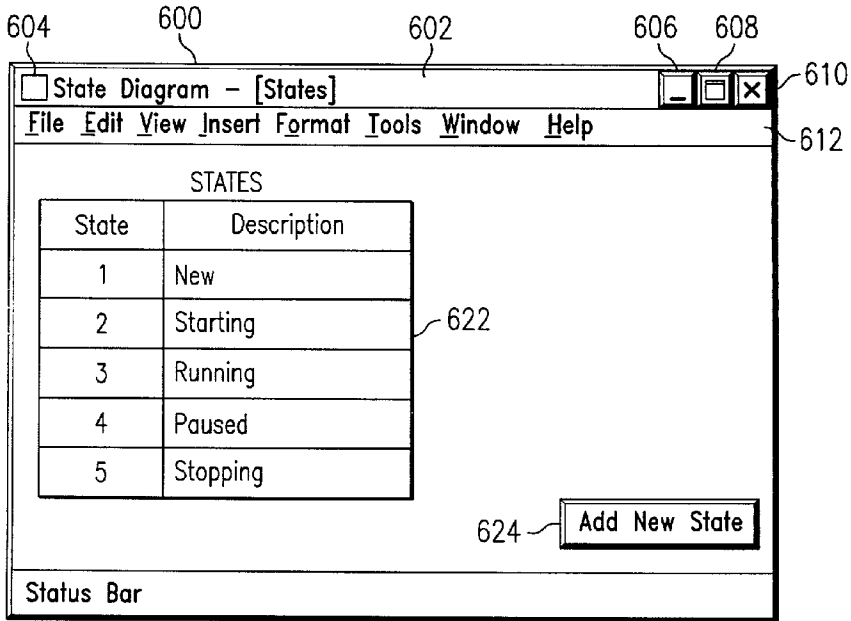 604 600 602 606 608
State Diagram – [States]
610
File Edit View Insert Format Tools Window Help
612
STATES
State Description
1 New
2 Starting
622
3 Running
4 Paused
5 Stopping
624 Add New State
Status Bar